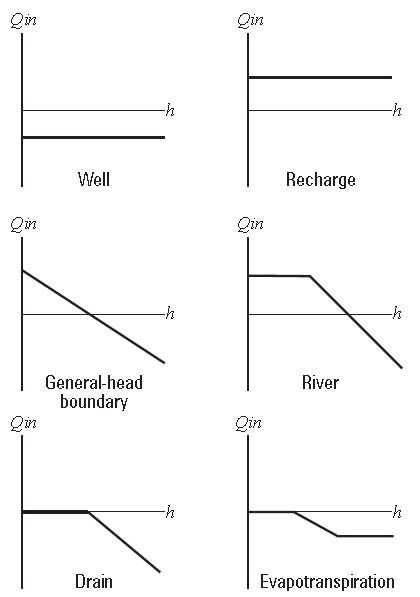 Qin
Qin
h
h
Well
Recharge
Qin
Qin
h
h
General-head
boundary
River
Qin
Qin
h
h
Drain
Evapotranspiration